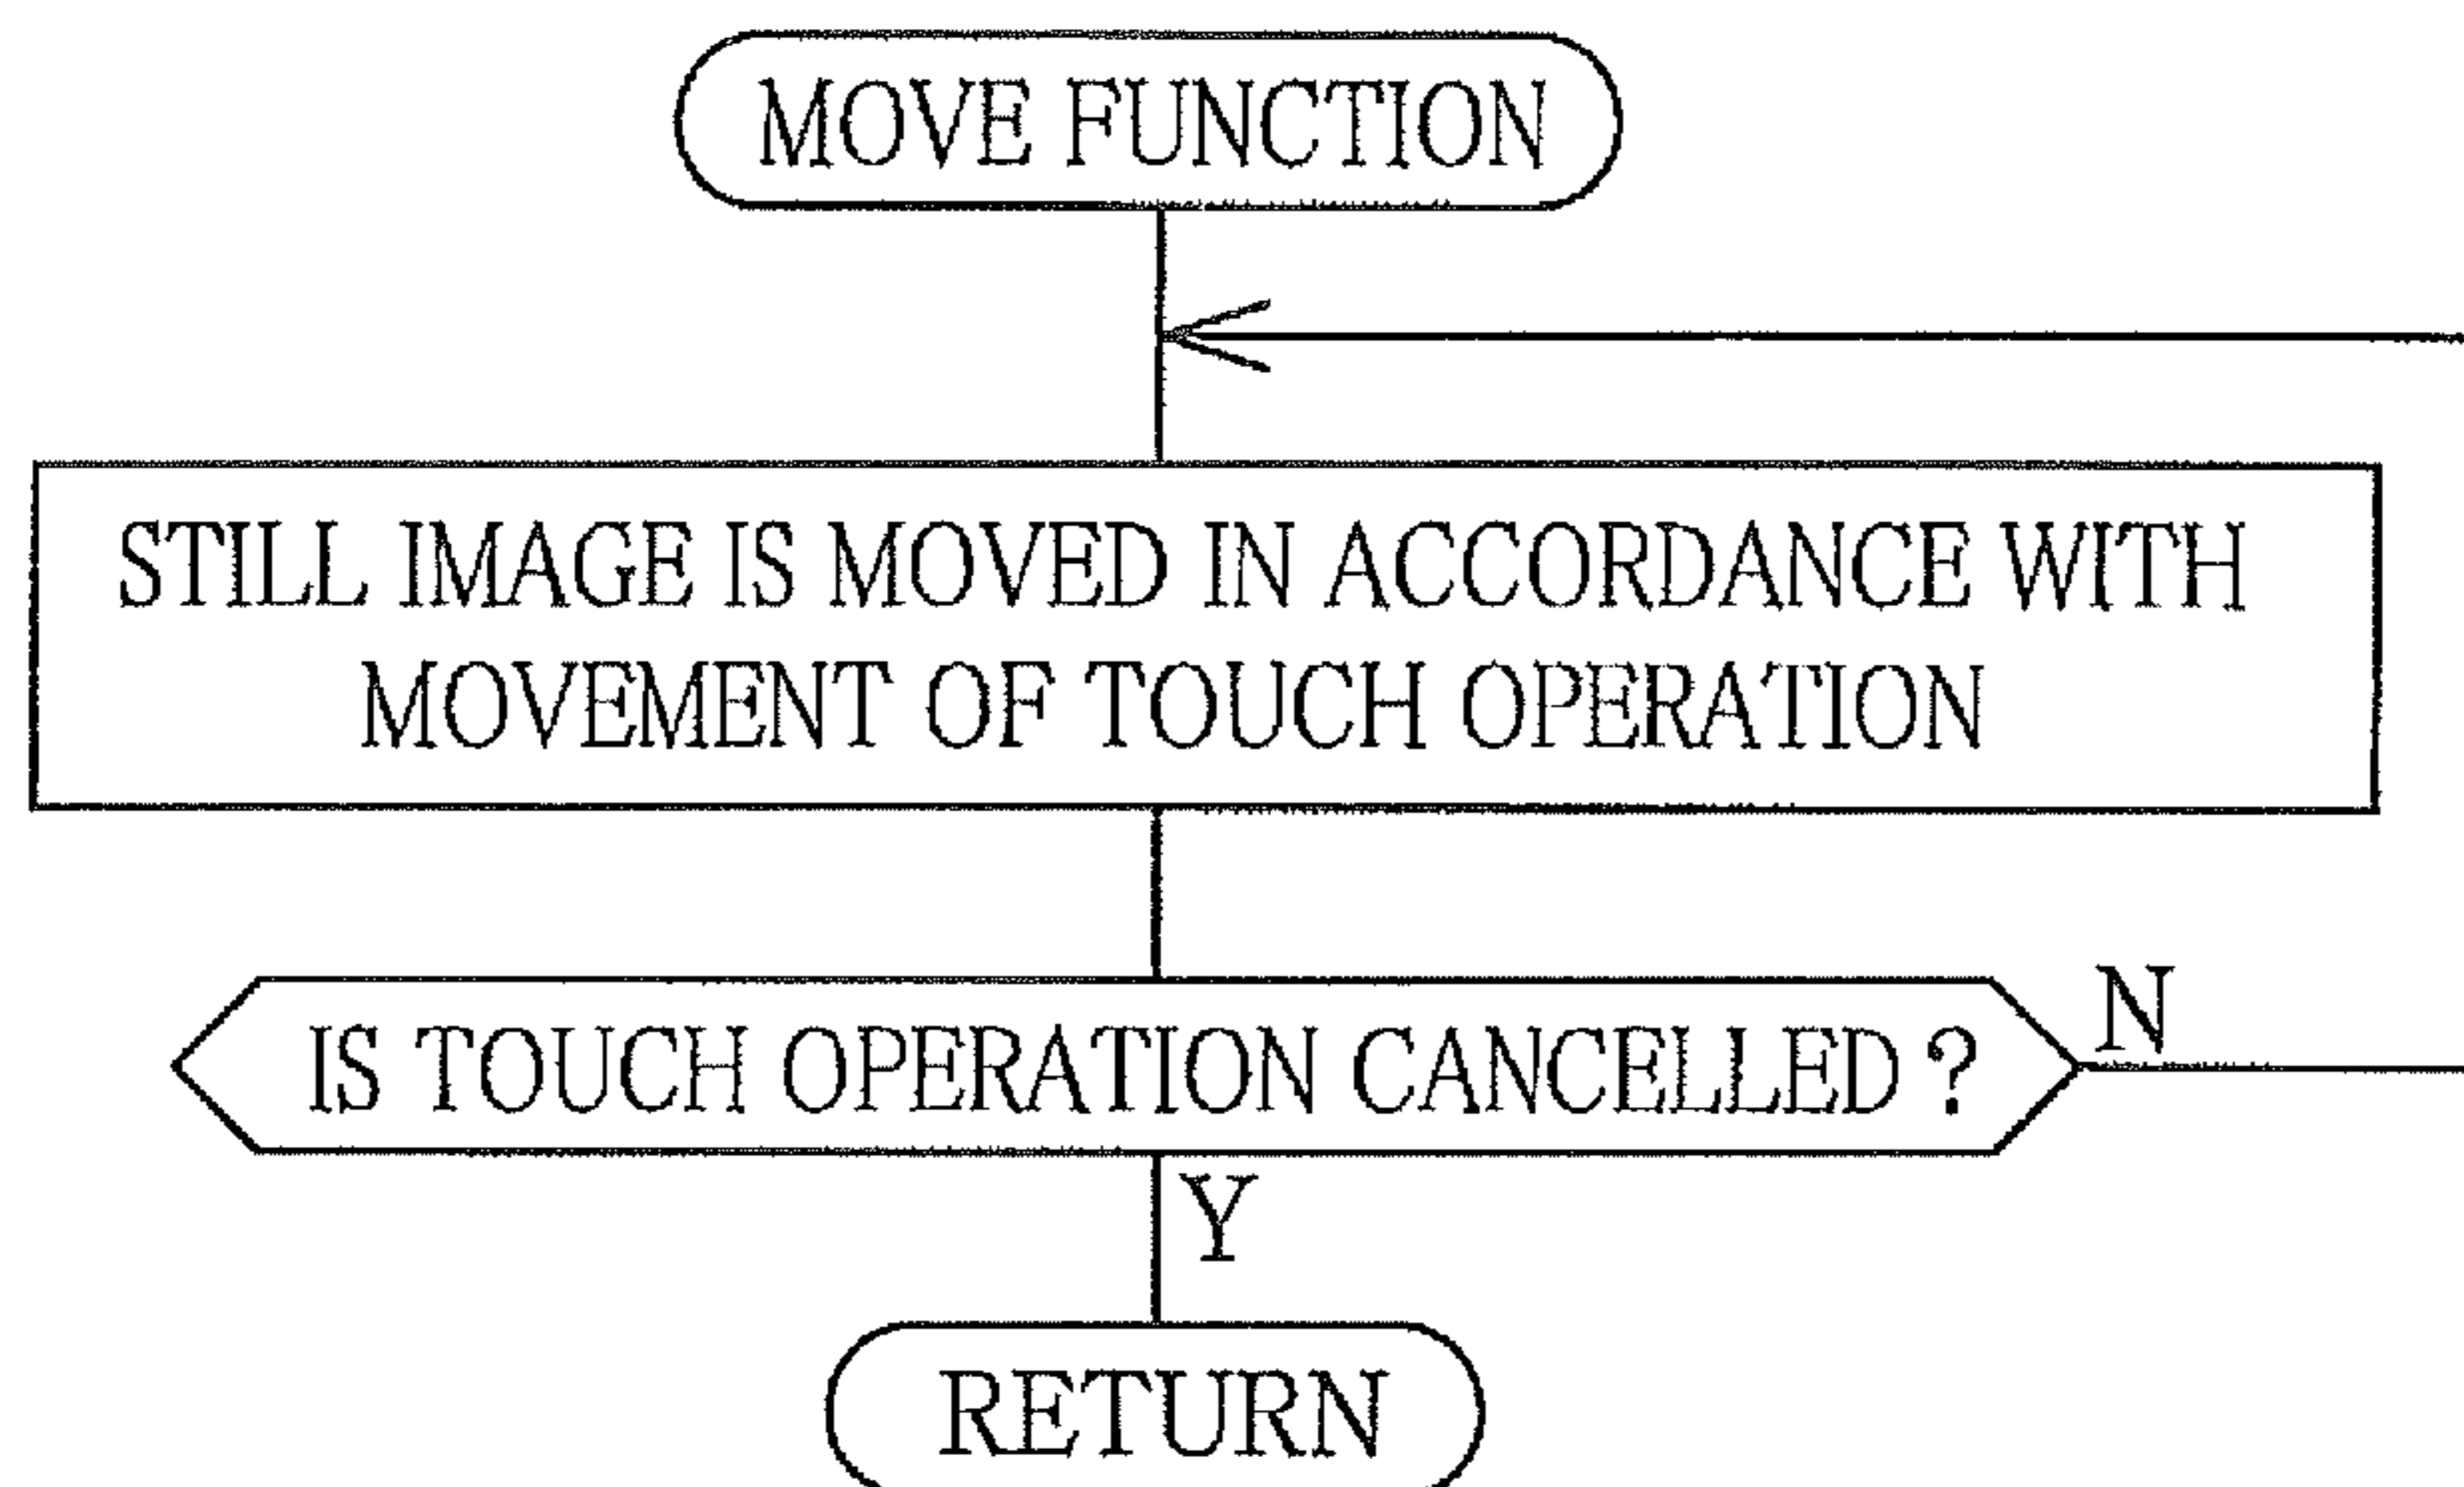 MOVE FUNCTION
STILL IMAGE IS MOVED IN ACCORDANCE WITH
MOVEMENT OF TOUCH OPERATION
IS TOUCH OPERATION CANCELLED ?
N
Y
RETURN